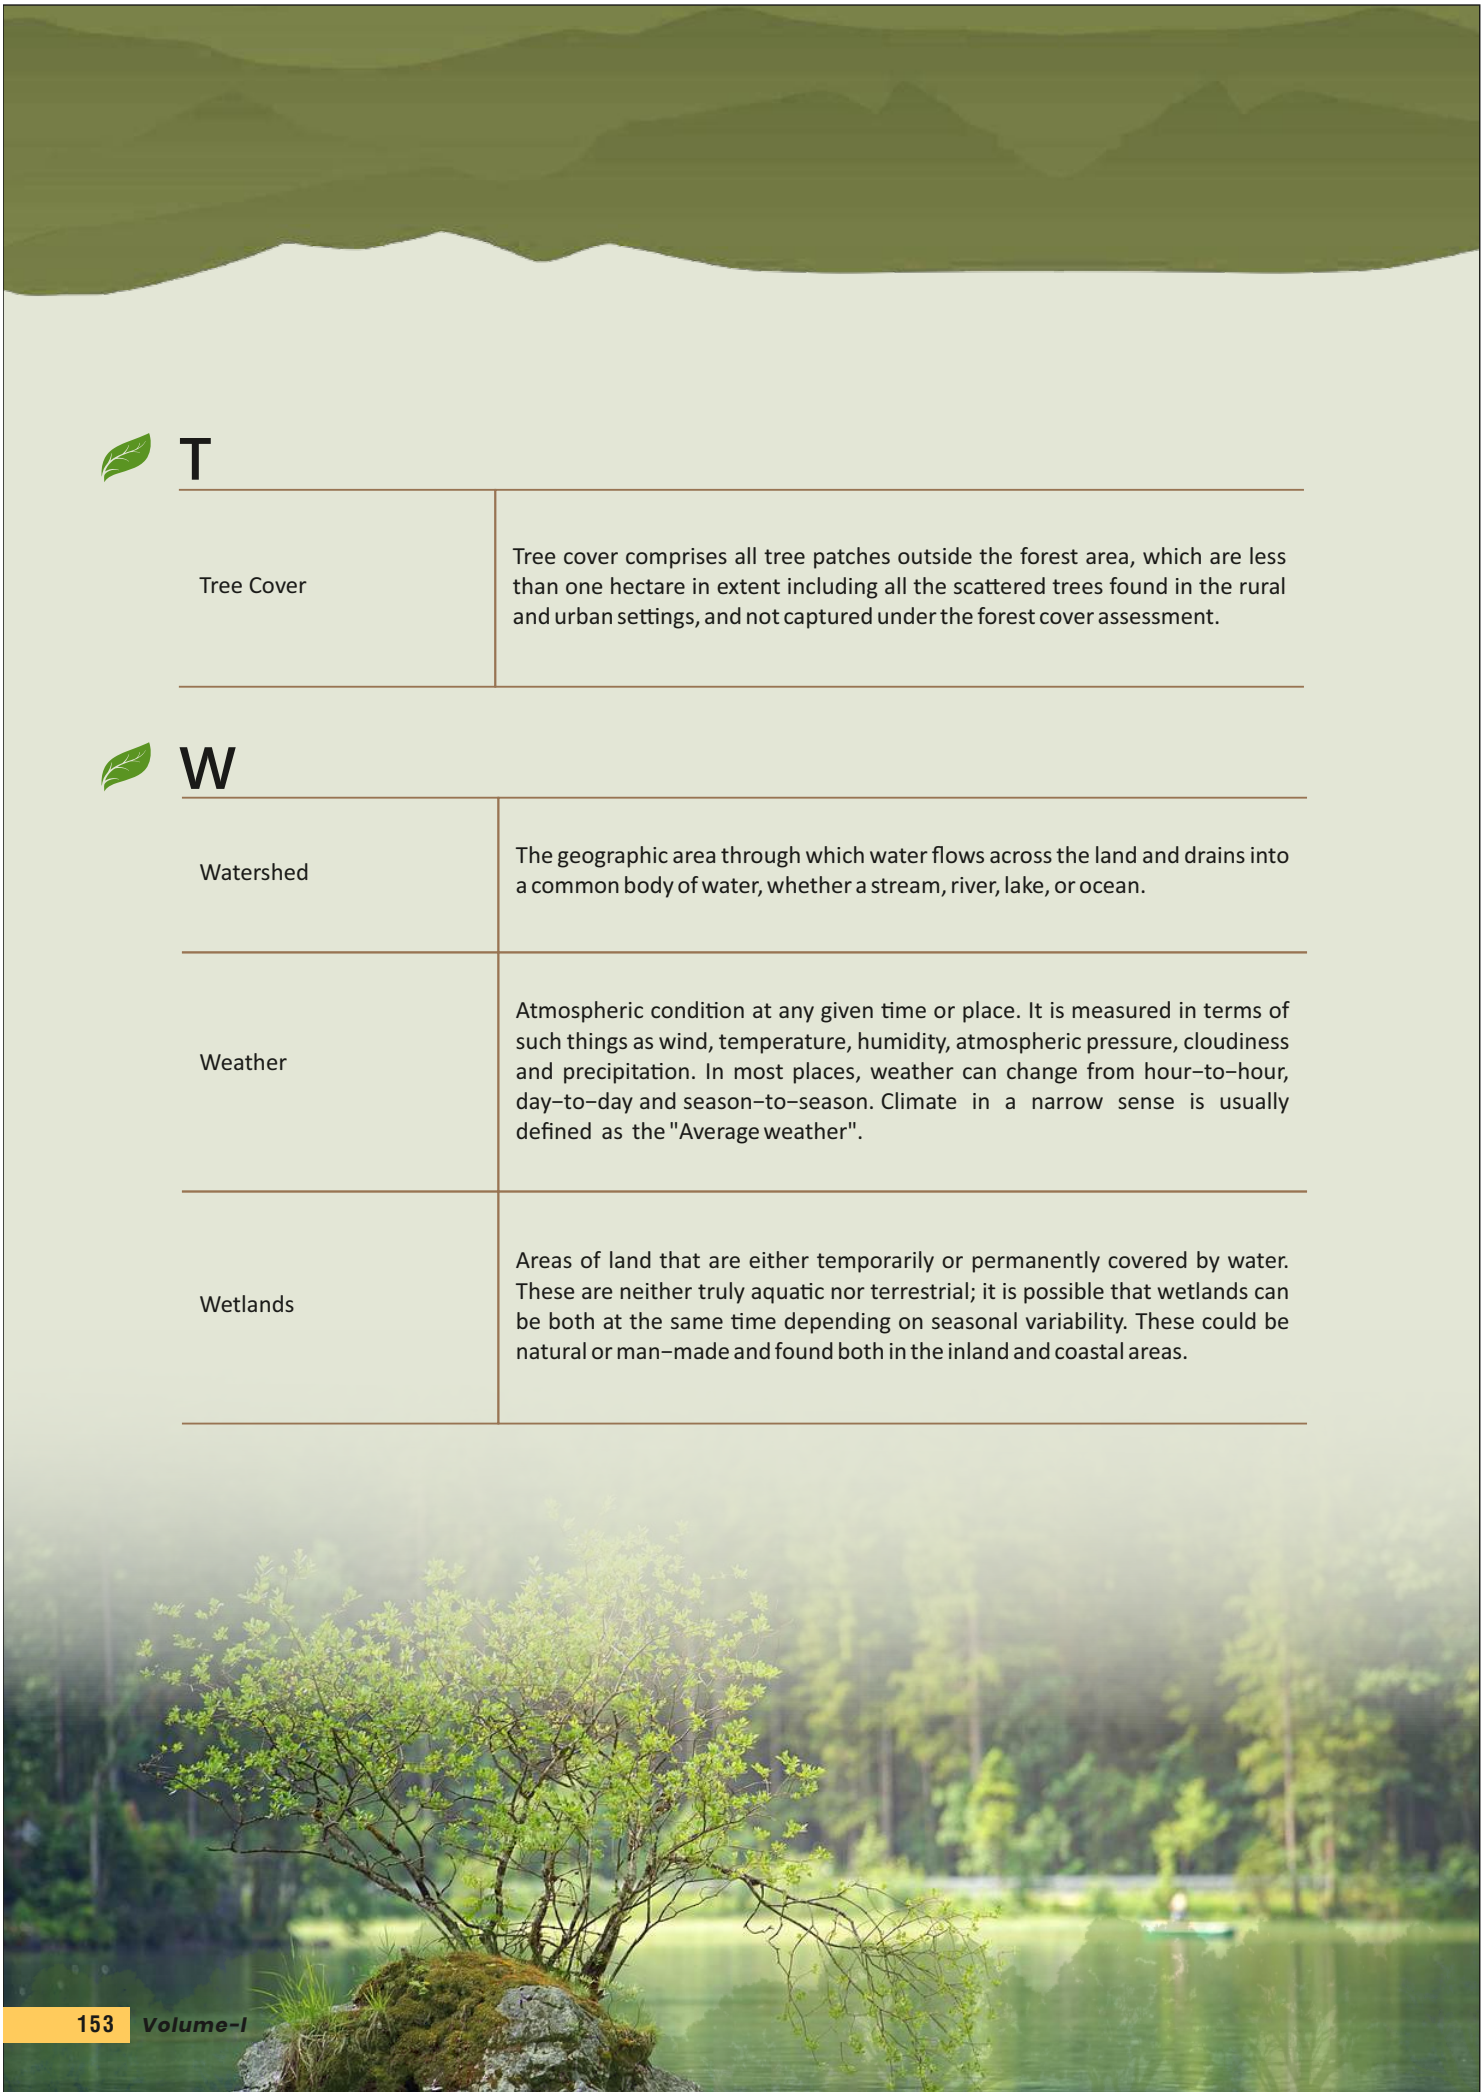 T
Tree Cover
Tree cover comprises all tree patches outside the forest area, which are less
than one hectare in extent including all the scattered trees found in the rural
and urban settings, and not captured under the forest cover assessment.
W
Watershed
The geographic area through which water flows across the land and drains into
a common body of water, whether a stream, river, lake, or ocean.
Weather
Atmospheric condition at any given time or place. It is measured in terms of
such things as wind, temperature, humidity, atmospheric pressure, cloudiness
and precipitation. In most places, weather can change from hour−to−hour,
day−to−day and season−to−season. Climate in a narrow sense is usually
defined as the "Average weather".
Wetlands
Areas of land that are either temporarily or permanently covered by water.
These are neither truly aquatic nor terrestrial; it is possible that wetlands can
be both at the same time depending on seasonal variability. These could be
natural or man−made and found both in the inland and coastal areas.
153 Volume-I